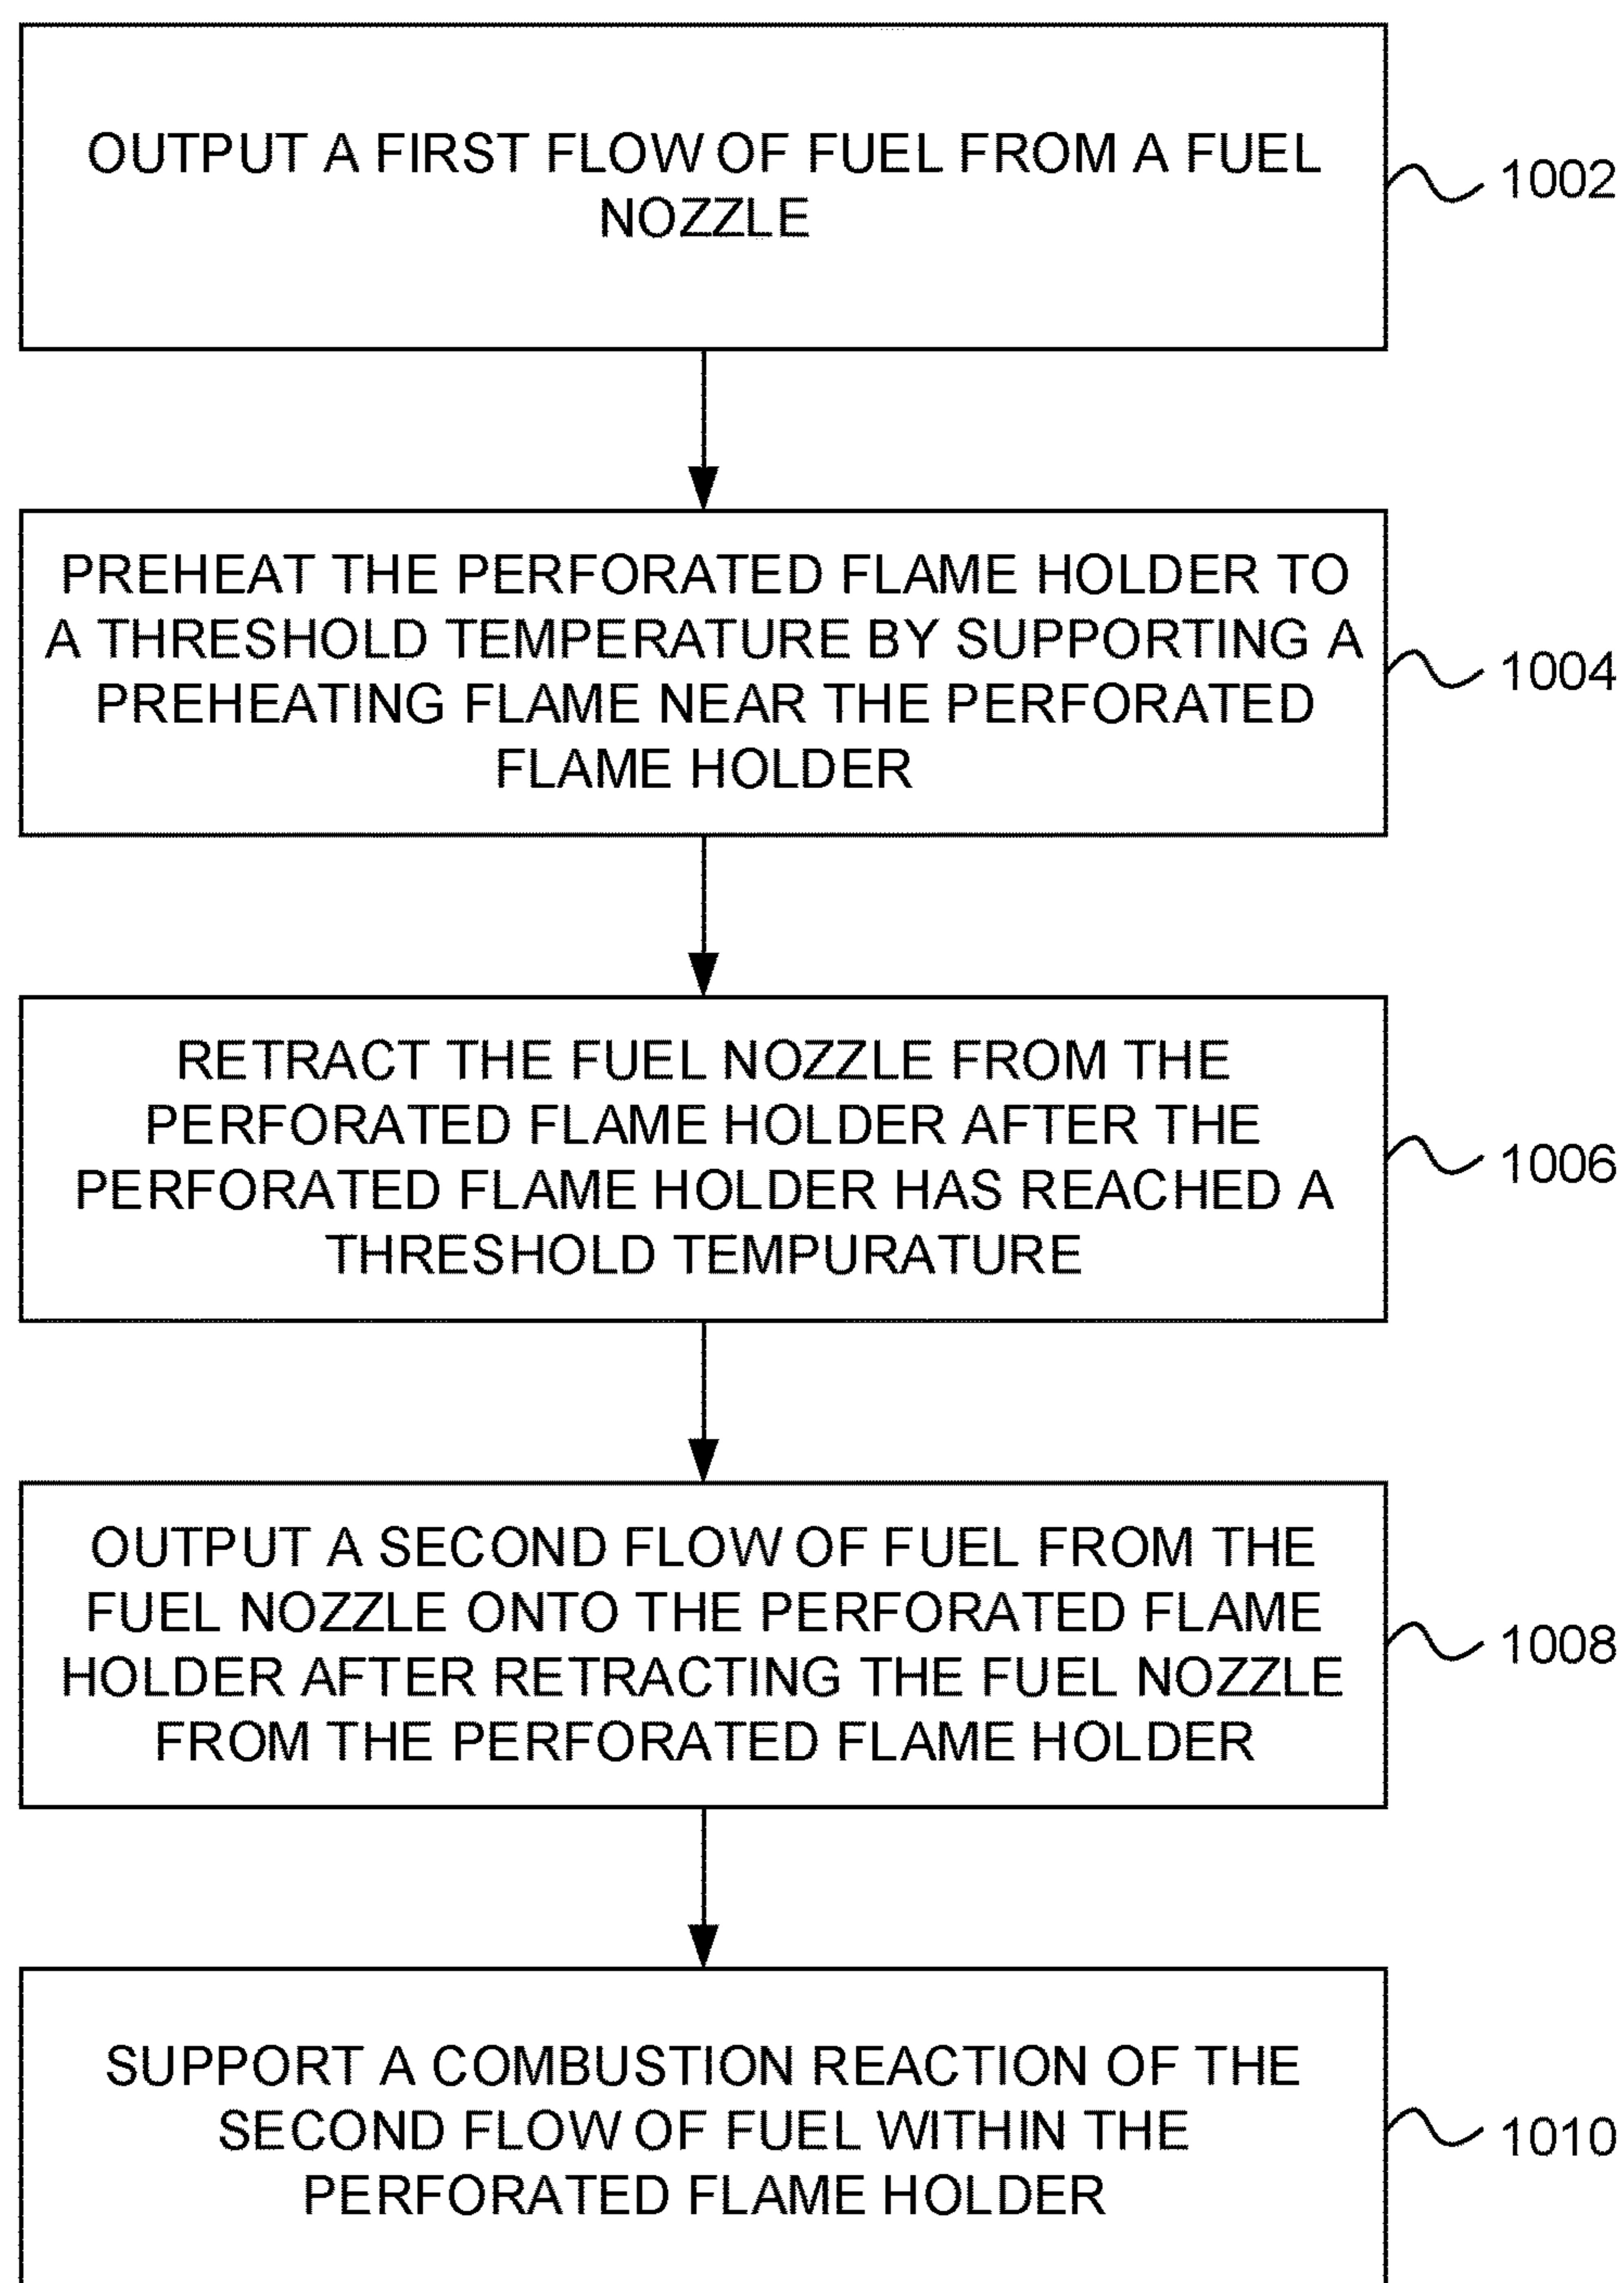 OUTPUT A FIRST FLOW OF FUEL FROM A FUEL
NOZZLE
1002
PREHEAT THE PERFORATED FLAME HOLDER TO
A THRESHOLD TEMPERATURE BY SUPPORTING A
PREHEATING FLAME NEAR THE PERFORATED
FLAME HOLDER
1004
RETRACT THE FUEL NOZZLE FROM THE
PERFORATED FLAME HOLDER AFTER THE
PERFORATED FLAME HOLDER HAS REACHED A
THRESHOLD TEMPURATURE
1006
OUTPUT A SECOND FLOW OF FUEL FROM THE
FUEL NOZZLE ONTO THE PERFORATED FLAME
HOLDER AFTER RETRACTING THE FUEL NOZZLE
FROM THE PERFORATED FLAME HOLDER
1008
SUPPORT A COMBUSTION REACTION OF THE
SECOND FLOW OF FUEL WITHIN THE
PERFORATED FLAME HOLDER
1010